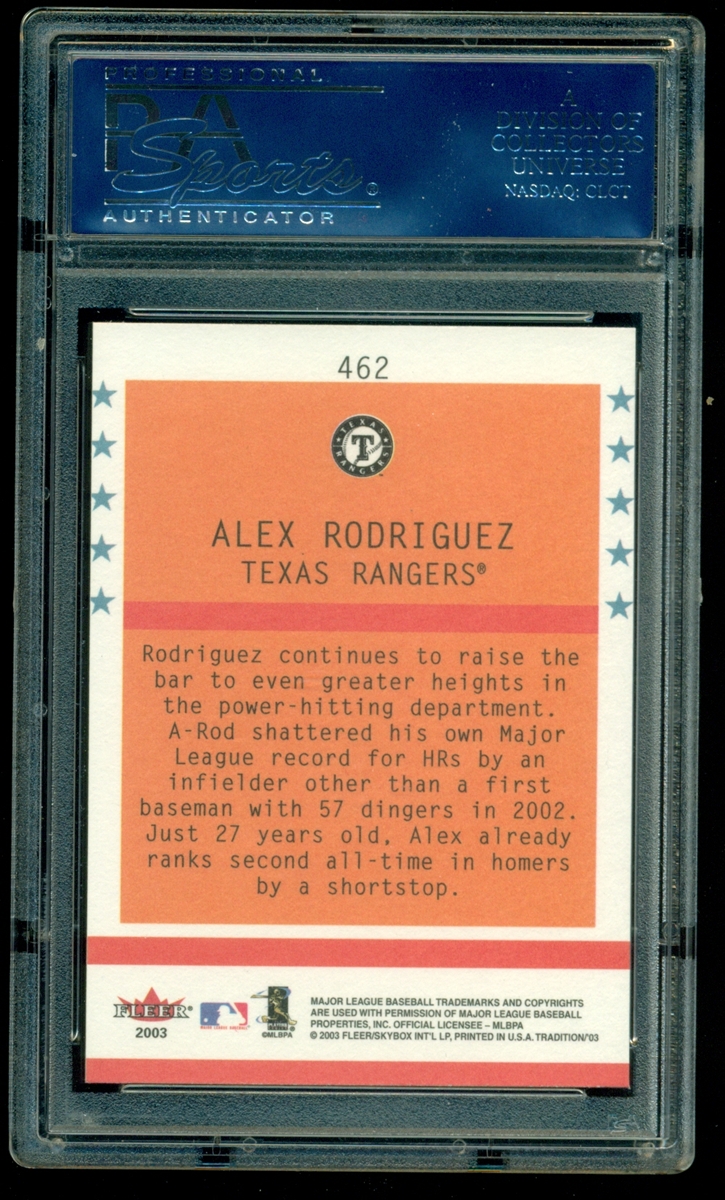 PROFESSIONAL
PSA
Sports®
AUTHENTICATOR
A
DIVISION OF
COLLECTORS
UNIVERSE
NASDAQ: CLCT
462
TEXAS
T
RANGERS
ALEX RODRIGUEZ
TEXAS RANGERS®
Rodriguez continues to raise the
bar to even greater heights in
the power-hitting department.
A-Rod shattered his own Major
League record for HRs by an
infielder other than a first
baseman with 57 dingers in 2002.
Just 27 years old, Alex already
ranks second all-time in homers
by a shortstop.
FLEER®
2003
©MLBPA
MAJOR LEAGUE BASEBALL TRADEMARKS AND COPYRIGHTS
ARE USED WITH PERMISSION OF MAJOR LEAGUE BASEBALL
PROPERTIES, INC. OFFICIAL LICENSEE – MLBPA
© 2003 FLEER/SKYBOX INT'L LP, PRINTED IN U.S.A. TRADITION/'03